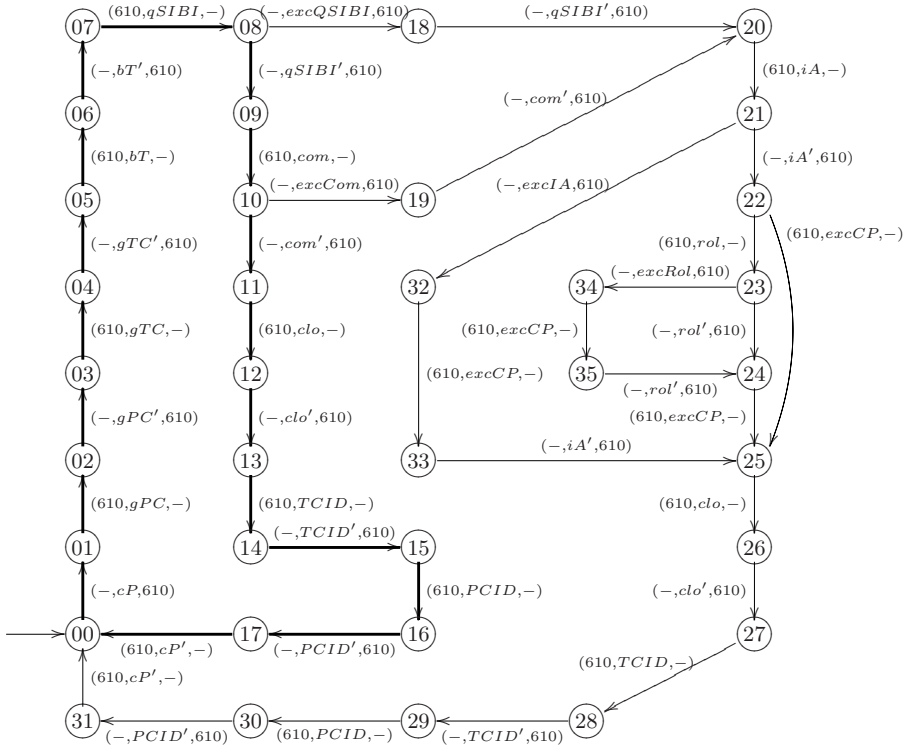 07 (610,qSIBI,−) 08 (−,excQSIBI,610) 18 (−,qSIBI′,610) 20
(−,bT′,610) (−,qSIBI′,610) (610,iA,−)
(−,com′,610)
06 09 21
(610,bT,−) (610,com,−) (−,iA′,610)
(−,excCom,610) (−,excIA,610)
05 10 19 22
(−,gTC′,610) (−,com′,610) (610,rol,−) (610,excCP,−)
(−,excRol,610)
04 11 32 34 23
(610,gTC,−) (610,clo,−) (610,excCP,−) (−,rol′,610)
(610,excCP,−)
03 12 35 24
(−,rol′,610)
(−,gPC′,610) (−,clo′,610) (610,excCP,−)
(−,iA′,610)
02 13 33 25
(610,gPC,−) (610,TCID,−) (610,clo,−)
(−,TCID′,610)
01 14 15 26
(−,cP,610) (610,PCID,−) (−,clo′,610)
00 17 16 27
(610,cP′,−) (−,PCID′,610)
(610,TCID,−)
(610,cP′,−)
31 30 29 28
(−,PCID′,610) (610,PCID,−) (−,TCID′,610)